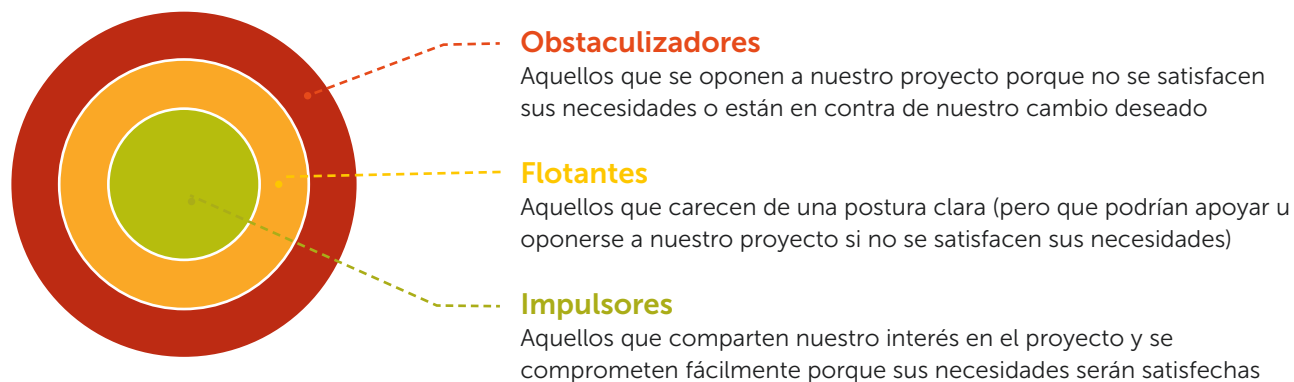 Obstaculizadores
Aquellos que se oponen a nuestro proyecto porque no se satisfacen
sus necesidades o están en contra de nuestro cambio deseado
Flotantes
Aquellos que carecen de una postura clara (pero que podrían apoyar u
oponerse a nuestro proyecto si no se satisfacen sus necesidades)
Impulsores
Aquellos que comparten nuestro interés en el proyecto y se
comprometen fácilmente porque sus necesidades serán satisfechas